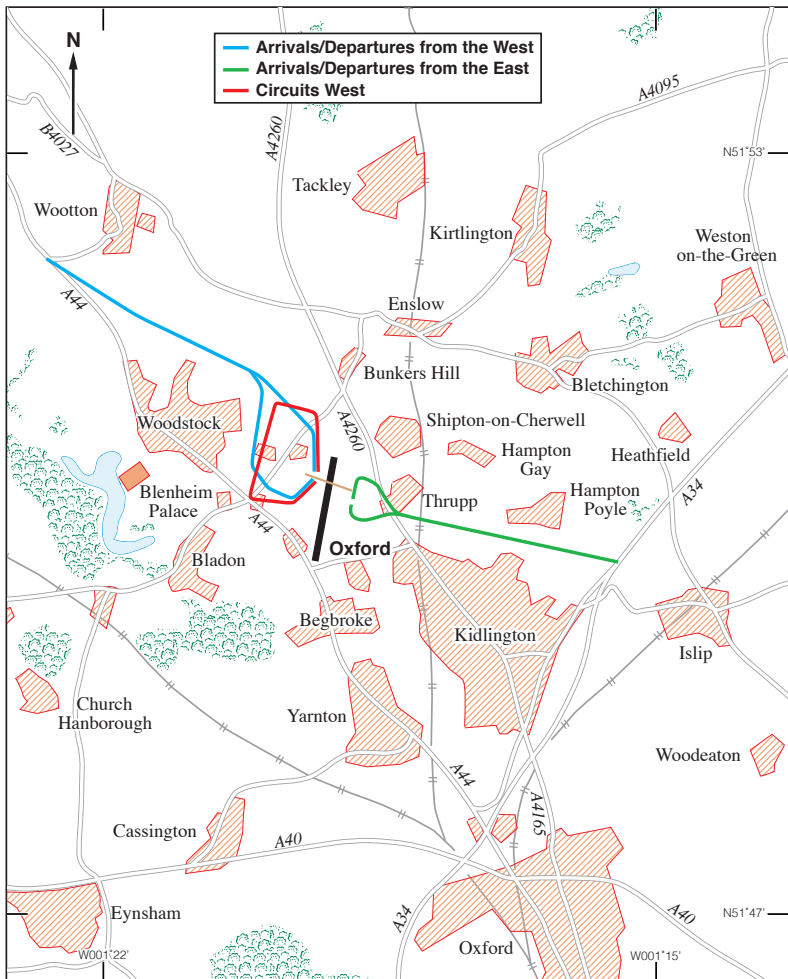 Arrivals/Departures from the West
Arrivals/Departures from the East
Circuits West
N
A4095
B4027
A4260
N51°53'
Tackley
Wootton
Kirtlington
Weston
on-the-Green
A44
Enslow
Bunkers Hill
Bletchington
A4260
Woodstock
Shipton-on-Cherwell
Hampton
Gay
Heathfield
Blenheim
Palace
Thrupp
Hampton
Poyle
A34
A44
Oxford
Bladon
Begbroke
Kidlington
Islip
Church
Hanborough
Yarnton
Woodeaton
A44
A4165
Cassington
A40
Eynsham
A34
A40
N51°47'
Oxford
W001°22'
W001°15'